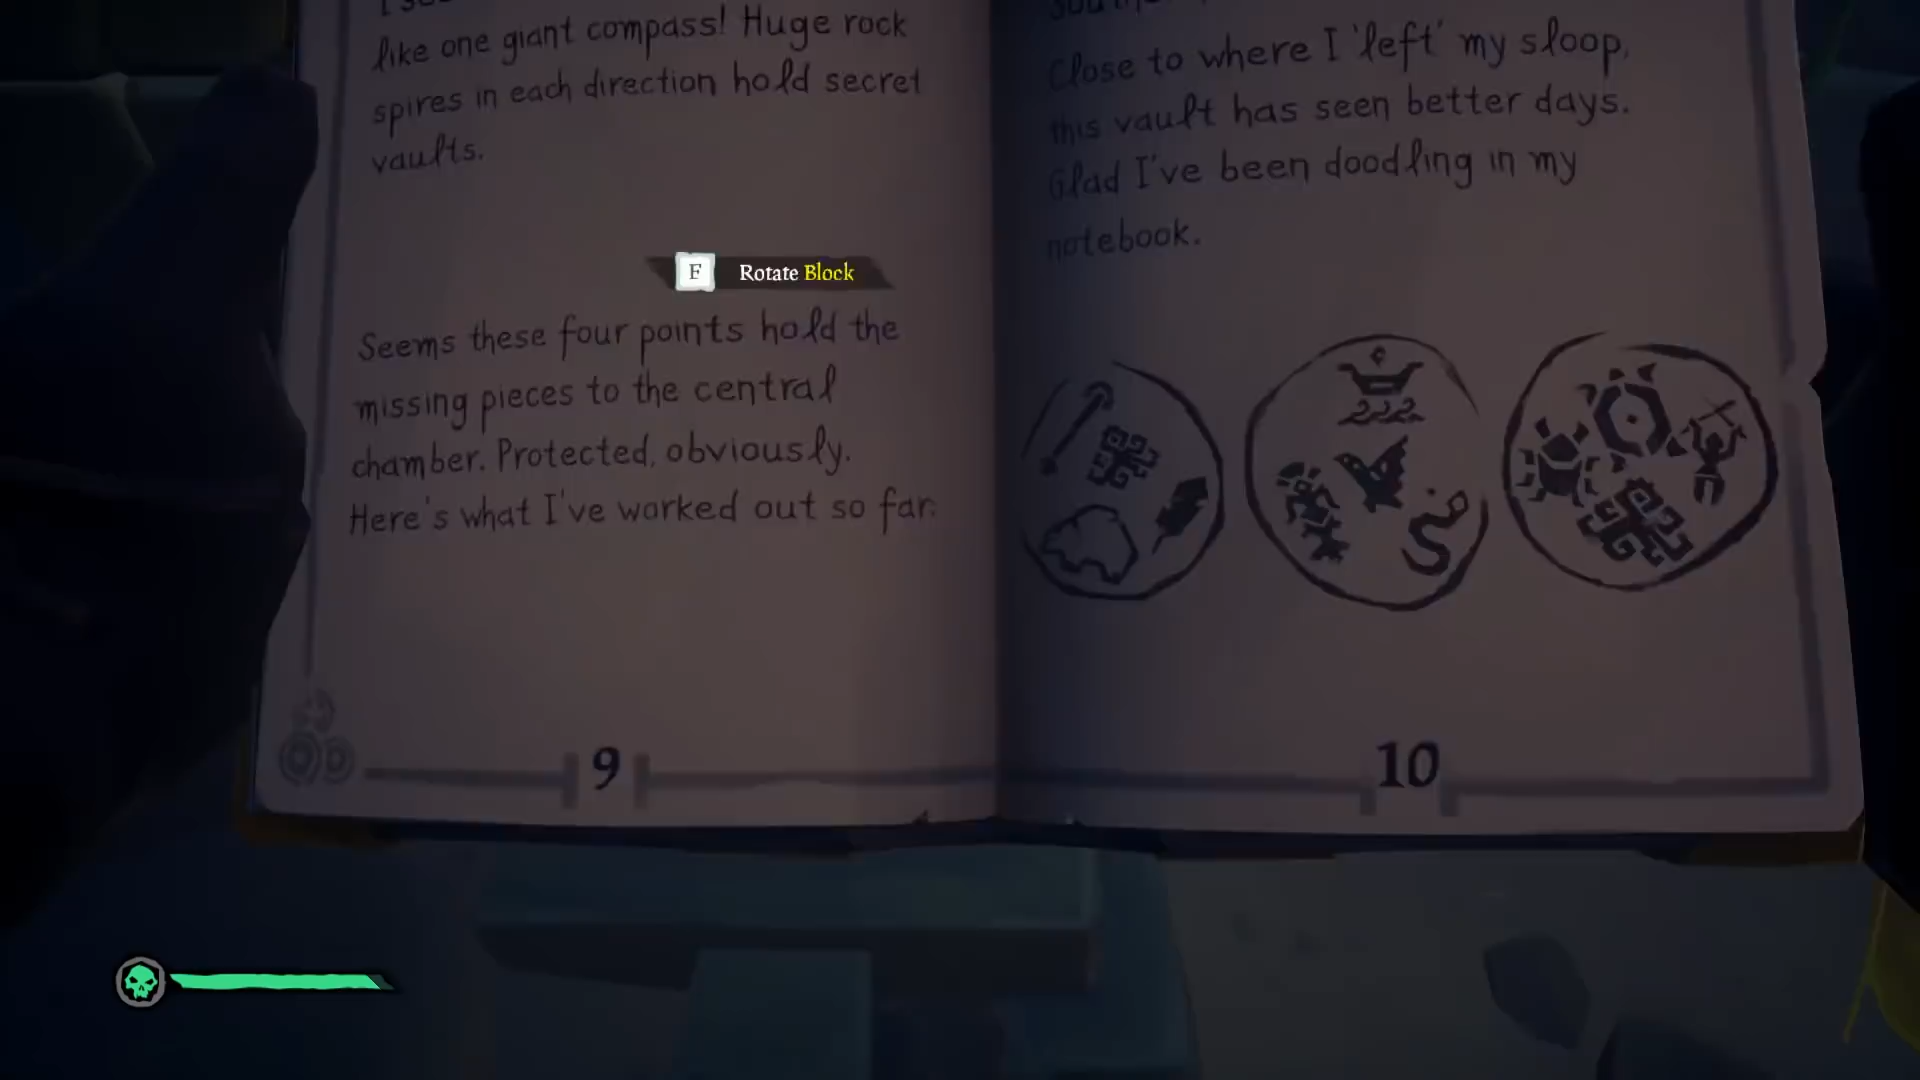 like one giant compass! Huge rock
spires in each direction hold secret
vaults.
F Rotate Block
Seems these four points hold the
missing pieces to the central
chamber. Protected, obviously.
Here's what I've worked out so far:
9
Close to where I 'left' my sloop,
this vault has seen better days.
Glad I've been doodling in my
notebook.
10